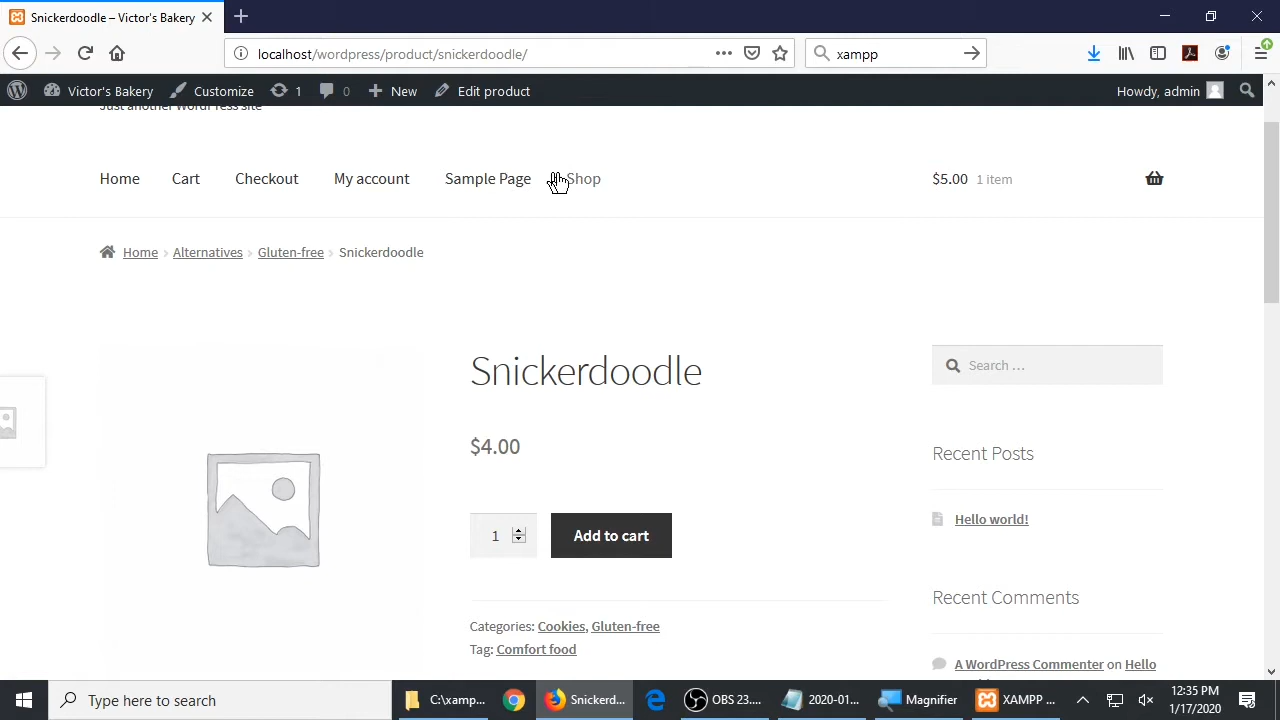 Snickerdoodle – Victor's Bakery
localhost/wordpress/product/snickerdoodle/
xampp
Victor's Bakery
Customize
1
0
New
Edit product
Howdy, admin
Just another WordPress site
Home
Cart
Checkout
My account
Sample Page
Shop
$5.00 1 item
Home › Alternatives › Gluten-free › Snickerdoodle
Snickerdoodle
$4.00
1
Add to cart
Categories: Cookies, Gluten-free
Tag: Comfort food
Search …
Recent Posts
Hello world!
Recent Comments
A WordPress Commenter on Hello
Type here to search
C:\xamp...
Snickerd...
OBS 23....
2020-01...
Magnifier
XAMPP ...
12:35 PM
1/17/2020